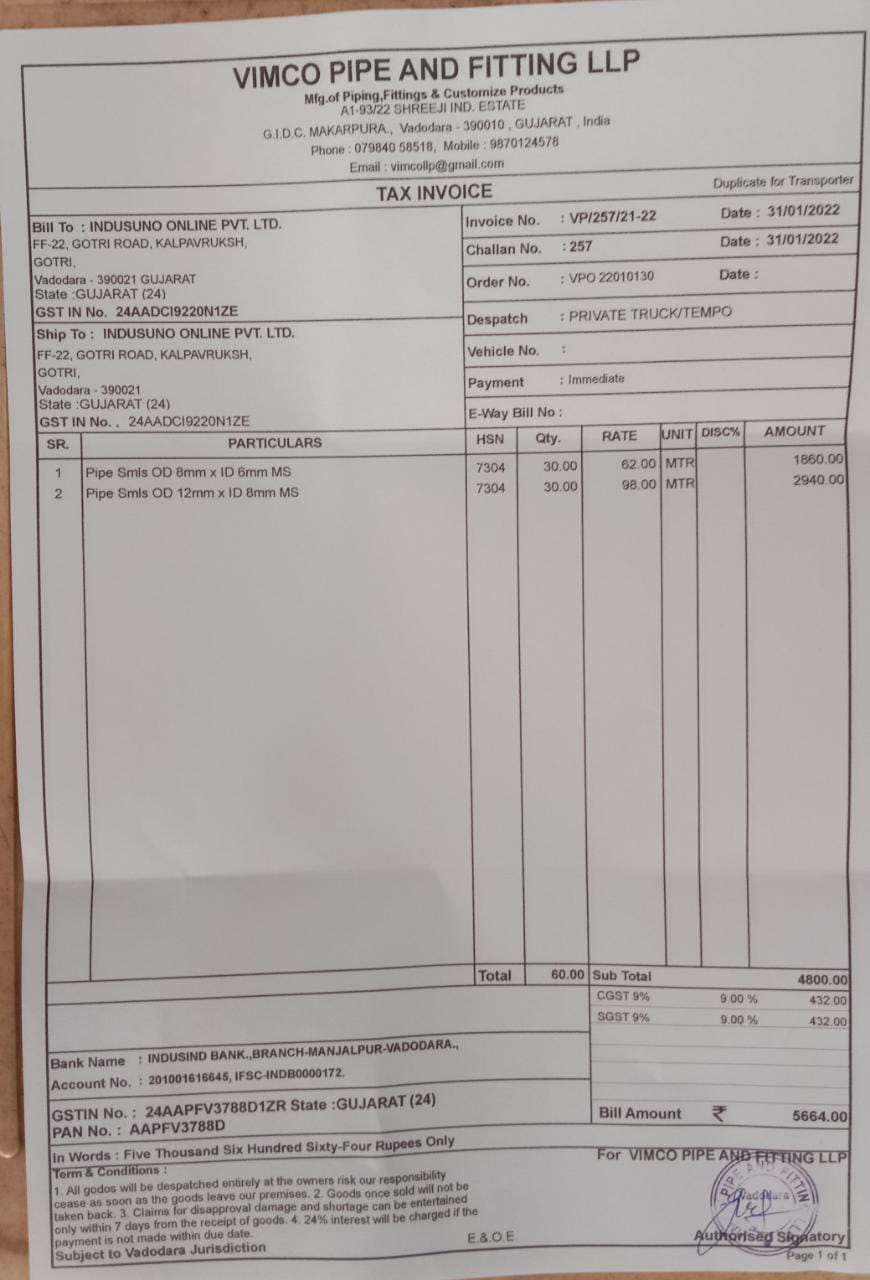 VIMCO PIPE AND FITTING LLP
Mfg.of Piping,Fittings & Customize Products
A1-93/22 SHREEJI IND. ESTATE
G.I.D.C. MAKARPURA., Vadodara - 390010 , GUJARAT , India
Phone : 079840 58518, Mobile : 9870124578
Email : vimcollp@gmail.com
TAX INVOICE
Duplicate for Transporter
Bill To : INDUSUNO ONLINE PVT. LTD.
FF-22, GOTRI ROAD, KALPAVRUKSH,
GOTRI,
Vadodara - 390021 GUJARAT
State :GUJARAT (24)
GST IN No. 24AADCI9220N1ZE
Ship To : INDUSUNO ONLINE PVT. LTD.
FF-22, GOTRI ROAD, KALPAVRUKSH,
GOTRI,
Vadodara - 390021
State :GUJARAT (24)
GST IN No. . 24AADCI9220N1ZE
Invoice No. : VP/257/21-22 Date : 31/01/2022
Challan No. : 257 Date : 31/01/2022
Order No. : VPO 22010130 Date :
Despatch : PRIVATE TRUCK/TEMPO
Vehicle No. :
Payment : Immediate
E-Way Bill No :
SR. PARTICULARS HSN Qty. RATE UNIT DISC% AMOUNT
1 Pipe Smls OD 8mm x ID 6mm MS 7304 30.00 62.00 MTR 1860.00
2 Pipe Smls OD 12mm x ID 8mm MS 7304 30.00 98.00 MTR 2940.00
Total 60.00 Sub Total 4800.00
CGST 9% 9.00 % 432.00
SGST 9% 9.00 % 432.00
Bank Name : INDUSIND BANK.,BRANCH-MANJALPUR-VADODARA.,
Account No. : 201001616645, IFSC-INDB0000172.
GSTIN No. : 24AAPFV3788D1ZR State :GUJARAT (24)
PAN No. : AAPFV3788D
Bill Amount ₹ 5664.00
In Words : Five Thousand Six Hundred Sixty-Four Rupees Only
Term & Conditions :
1. All godos will be despatched entirely at the owners risk our responsibility
cease as soon as the goods leave our premises. 2. Goods once sold will not be
taken back. 3. Claims for disapproval damage and shortage can be entertained
only within 7 days from the receipt of goods. 4. 24% interest will be charged if the
payment is not made within due date.
Subject to Vadodara Jurisdiction
E.&.O.E.
For VIMCO PIPE AND FITTING LLP
PIPE AND FITTIN
Vadodara
Authorised Signatory
Page 1 of 1